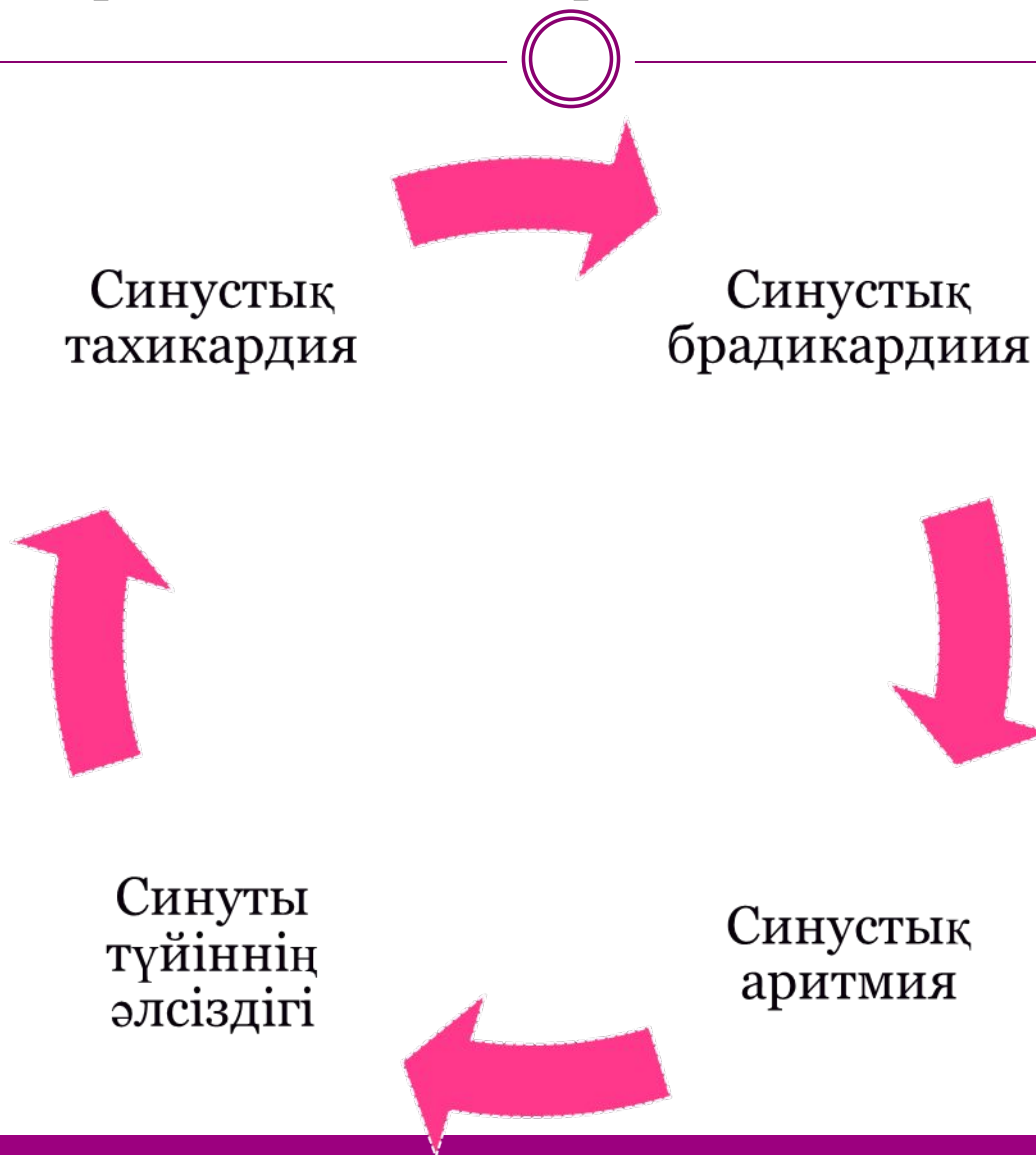 Синустық
тахикардия
Синустық
брадикардиия
Синуты
түйіннің
әлсіздігі
Синустық
аритмия